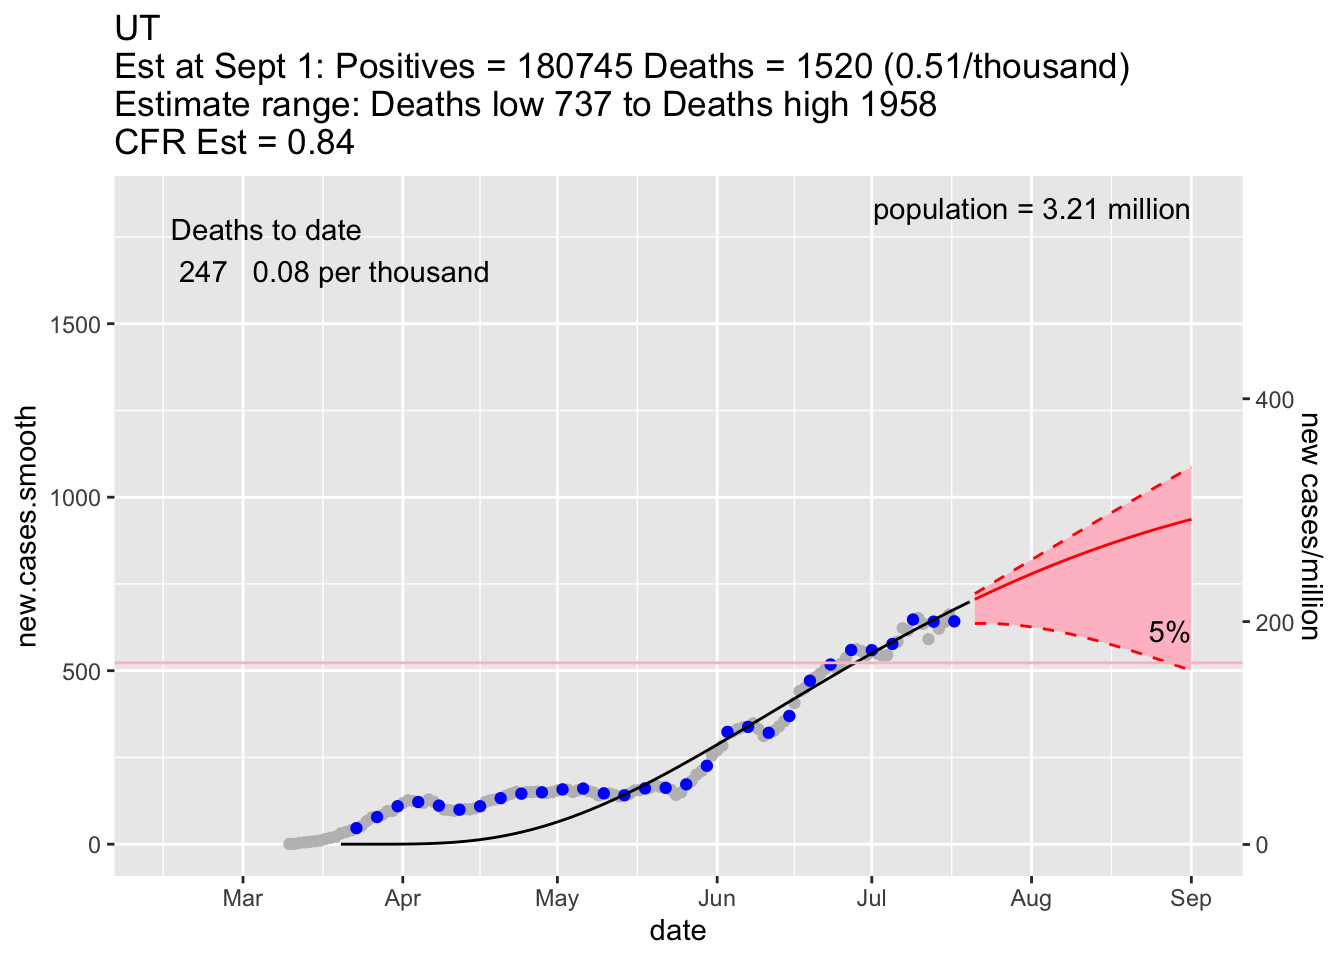 UT
Est at Sept 1: Positives = 180745 Deaths = 1520 (0.51/thousand)
Estimate range: Deaths low 737 to Deaths high 1958
CFR Est = 0.84
population = 3.21 million
Deaths to date
247 0.08 per thousand
1500
1000
500
0
new.cases.smooth
400
200
0
new cases/million
5%
Mar Apr May Jun Jul Aug Sep
date